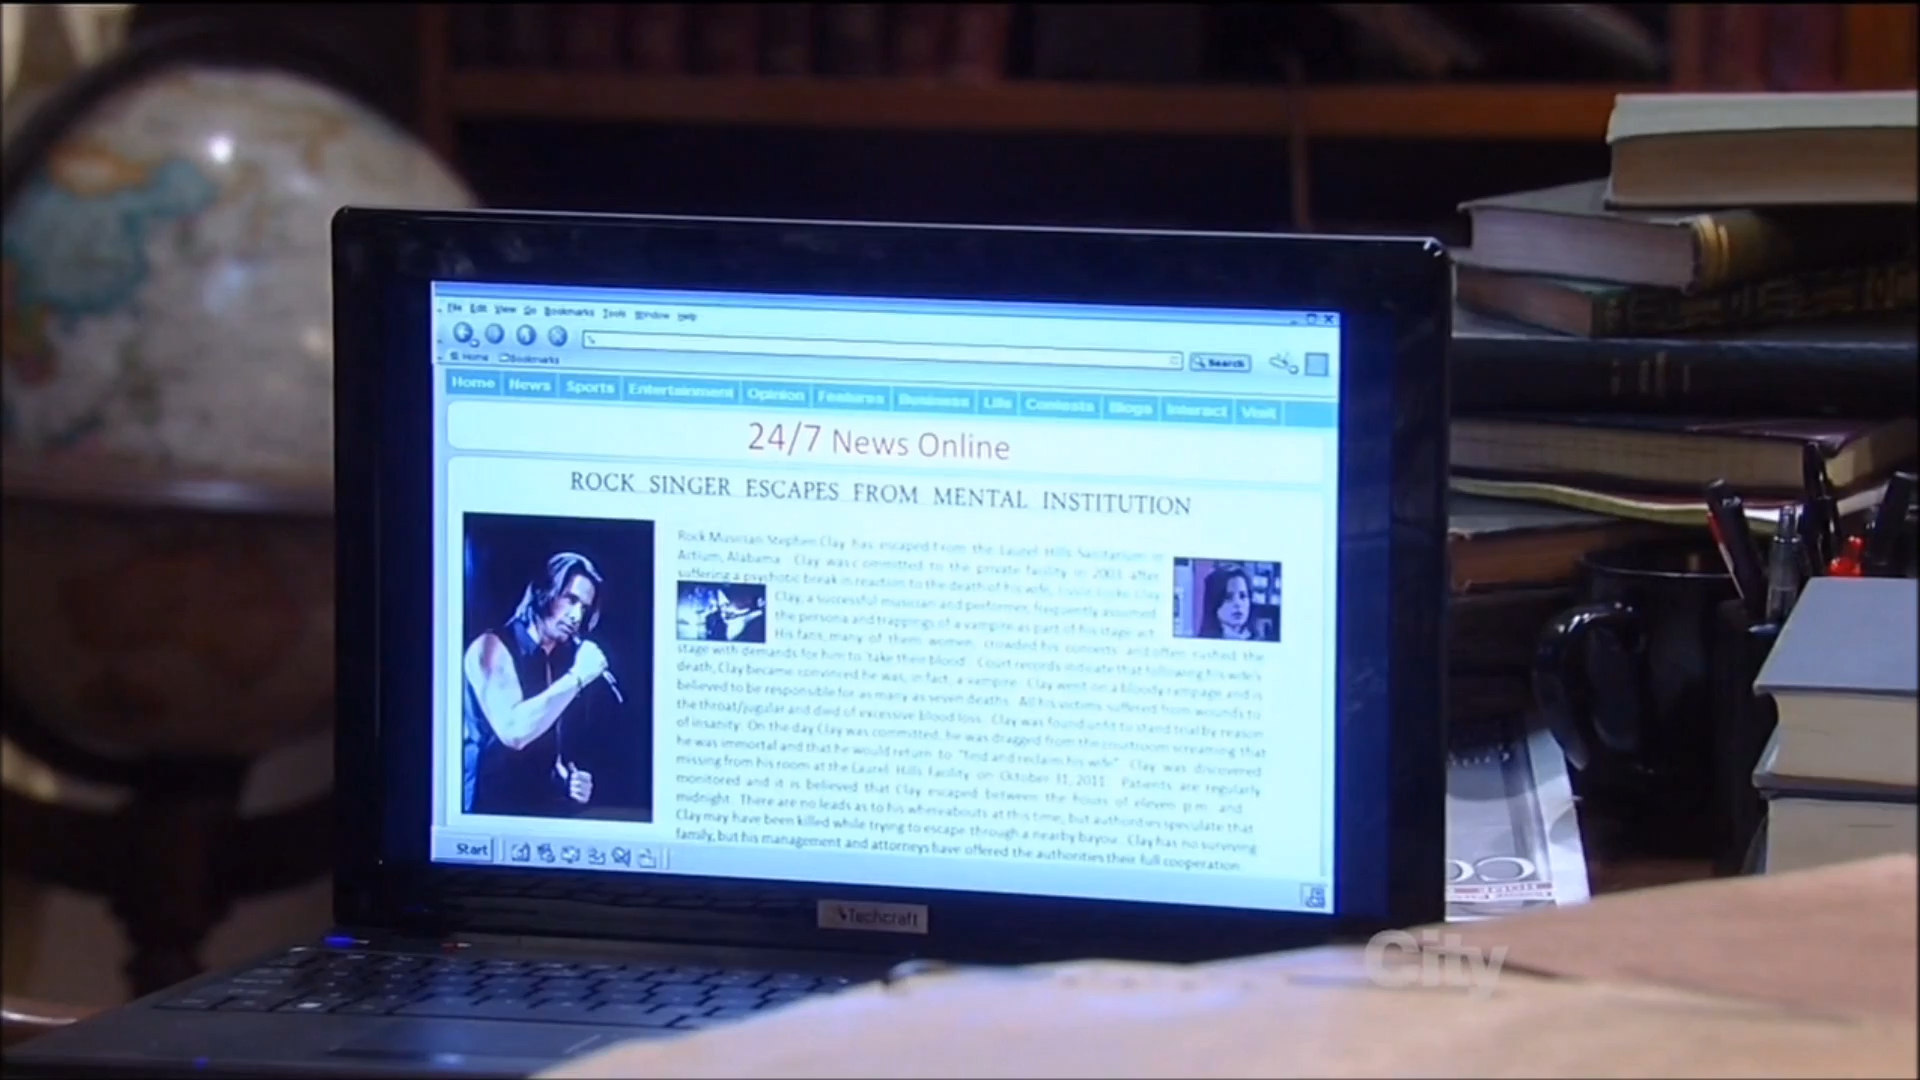 File Edit View Go Bookmarks Tools Window Help
Search
Home Bookmarks
Home News Sports Entertainment Opinion Features Business Life Contests Blogs Interact Visit
24/7 News Online
ROCK SINGER ESCAPES FROM MENTAL INSTITUTION
Rock Musician Stephen Clay has escaped from the Laurel Hills Sanitarium in
Actium, Alabama. Clay was committed to the private facility in 2003 after
suffering a psychotic break in reaction to the death of his wife, Clay
Clay, a successful musician and performer, frequently assumed
the persona and trappings of a vampire as part of his stage act.
His fans, many of them women, crowded his concerts and often rushed the
stage with demands for him to 'take their blood'. Court records indicate that following his wife's
death, Clay became convinced he was, in fact, a vampire. Clay went on a bloody rampage and is
believed to be responsible for as many as seven deaths. All his victims suffered from wounds to
the throat/jugular and died of excessive blood loss. Clay was found unfit to stand trial by reason
of insanity. On the day Clay was committed, he was dragged from the courtroom screaming that
he was immortal and that he would return to "find and reclaim his wife". Clay was discovered
missing from his room at the Laurel Hills facility on October 11, 2011. Patients are regularly
monitored and it is believed that Clay escaped between the hours of eleven p.m. and
midnight. There are no leads as to his whereabouts at this time, but authorities speculate that
Clay may have been killed while trying to escape through a nearby bayou. Clay has no surviving
family, but his management and attorneys have offered the authorities their full cooperation
Start
Techcraft
City